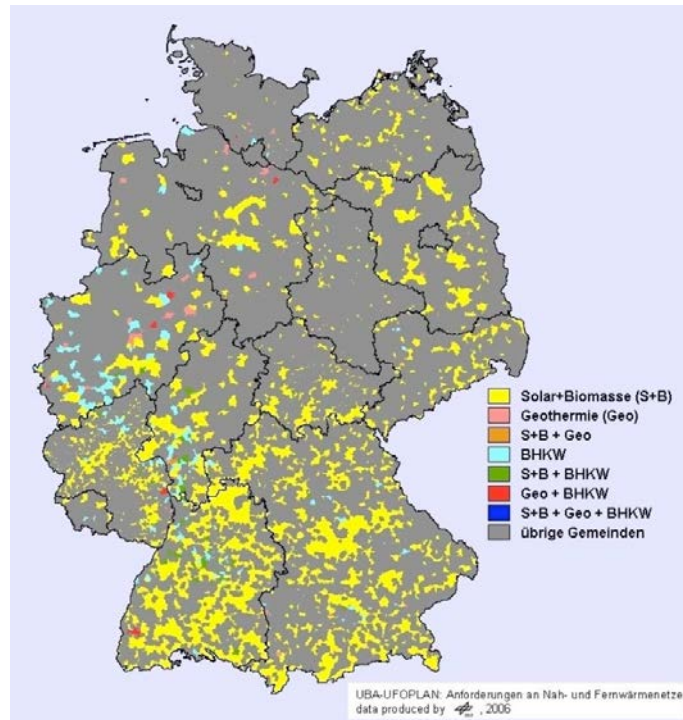 Solar+Biomasse (S+B)
Geothermie (Geo)
S+B + Geo
BHKW
S+B + BHKW
Geo + BHKW
S+B + Geo + BHKW
übrige Gemeinden
UBA-UFOPLAN: Anforderungen an Nah- und Fernwärmenetze
data produced by , 2006